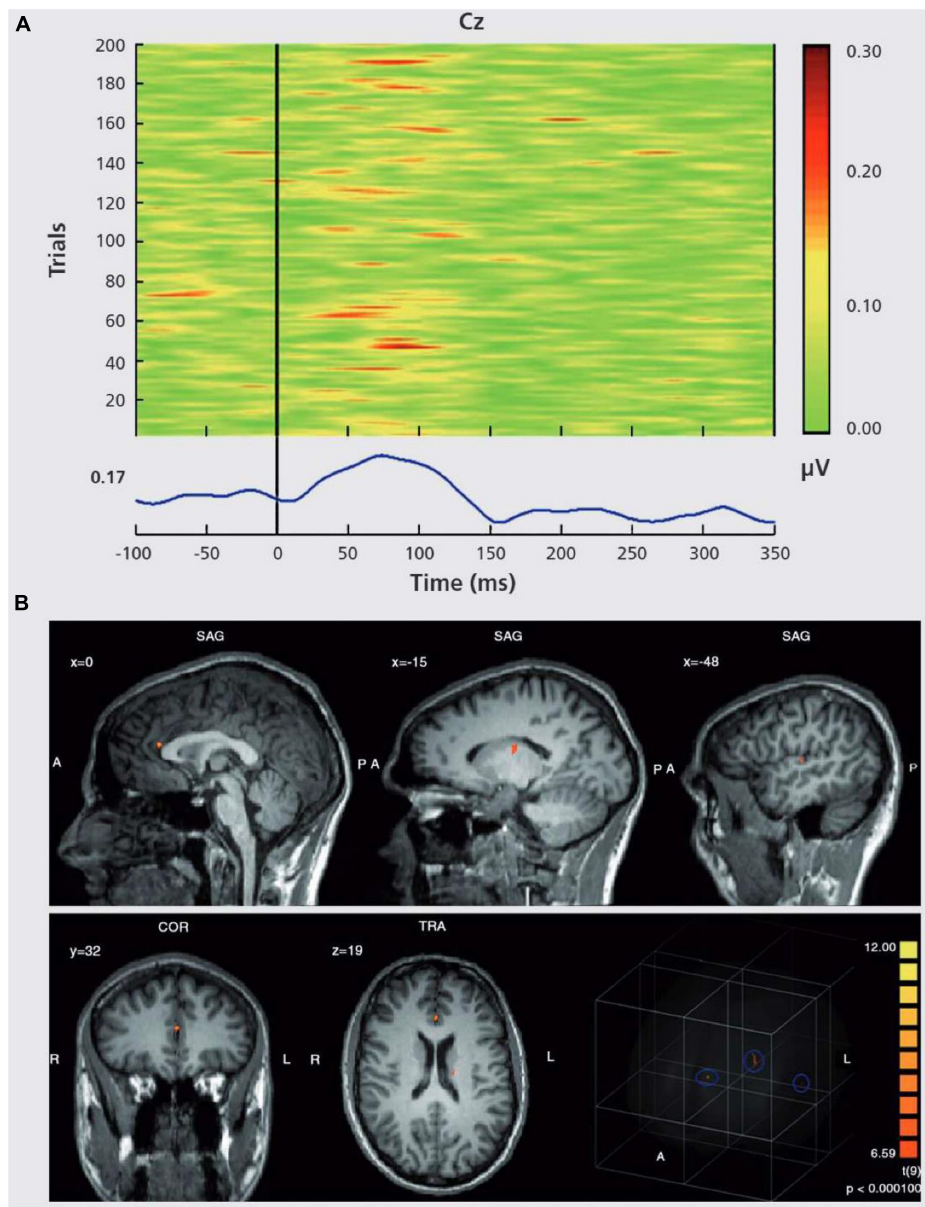 A
Cz
200
180
160
140
120
100
80
60
40
20
Trials
0.30
0.20
0.10
0.00
µV
0.17
-100 -50 0 50 100 150 200 250 300 350
Time (ms)
B
SAG SAG SAG
x=0 x=-15 x=-48
A P A P A P
COR TRA
y=32 z=19 12.00
R L R L L
A
6.59
t(9)
p < 0.000100